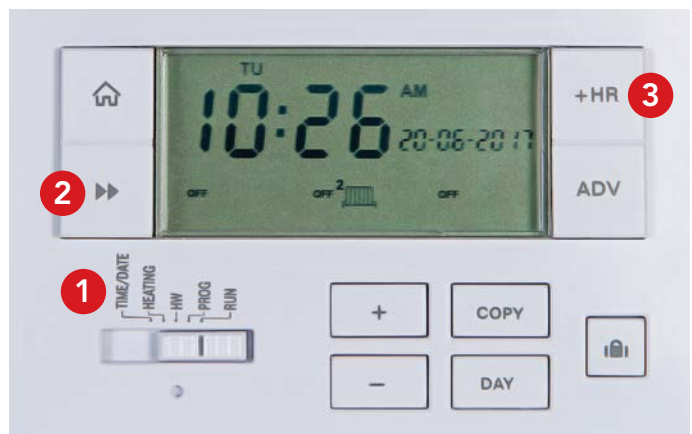 TU
10:26 AM
20-06-2017
OFF
OFF 2
OFF
+HR
3
2
ADV
1
TIME/DATE
HEATING
HW
PROG
RUN
+
COPY
-
DAY